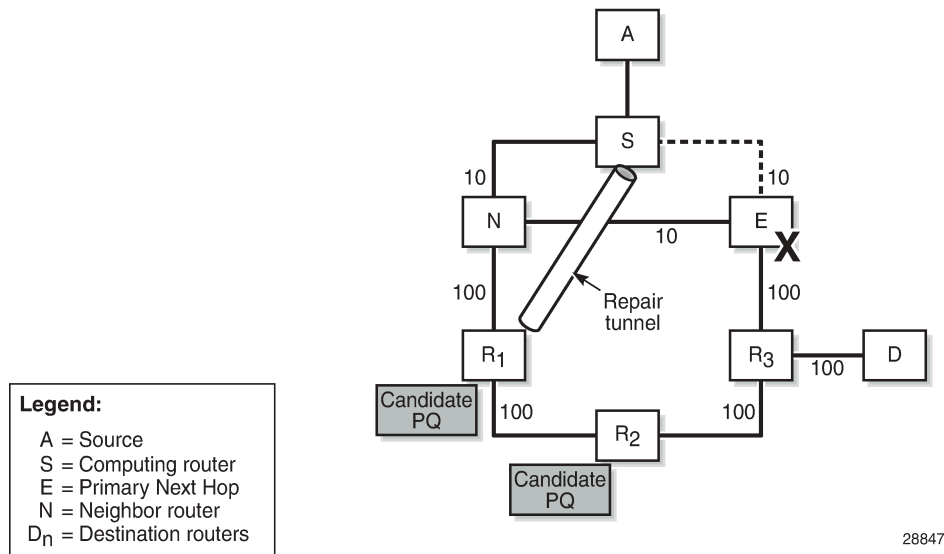 A
S
10
10
N
E
10
X
100
100
Repair
tunnel
R1
R3
D
100
Candidate
PQ
100
100
R2
Candidate
PQ
Legend:
A = Source
S = Computing router
E = Primary Next Hop
N = Neighbor router
Dn = Destination routers
28847